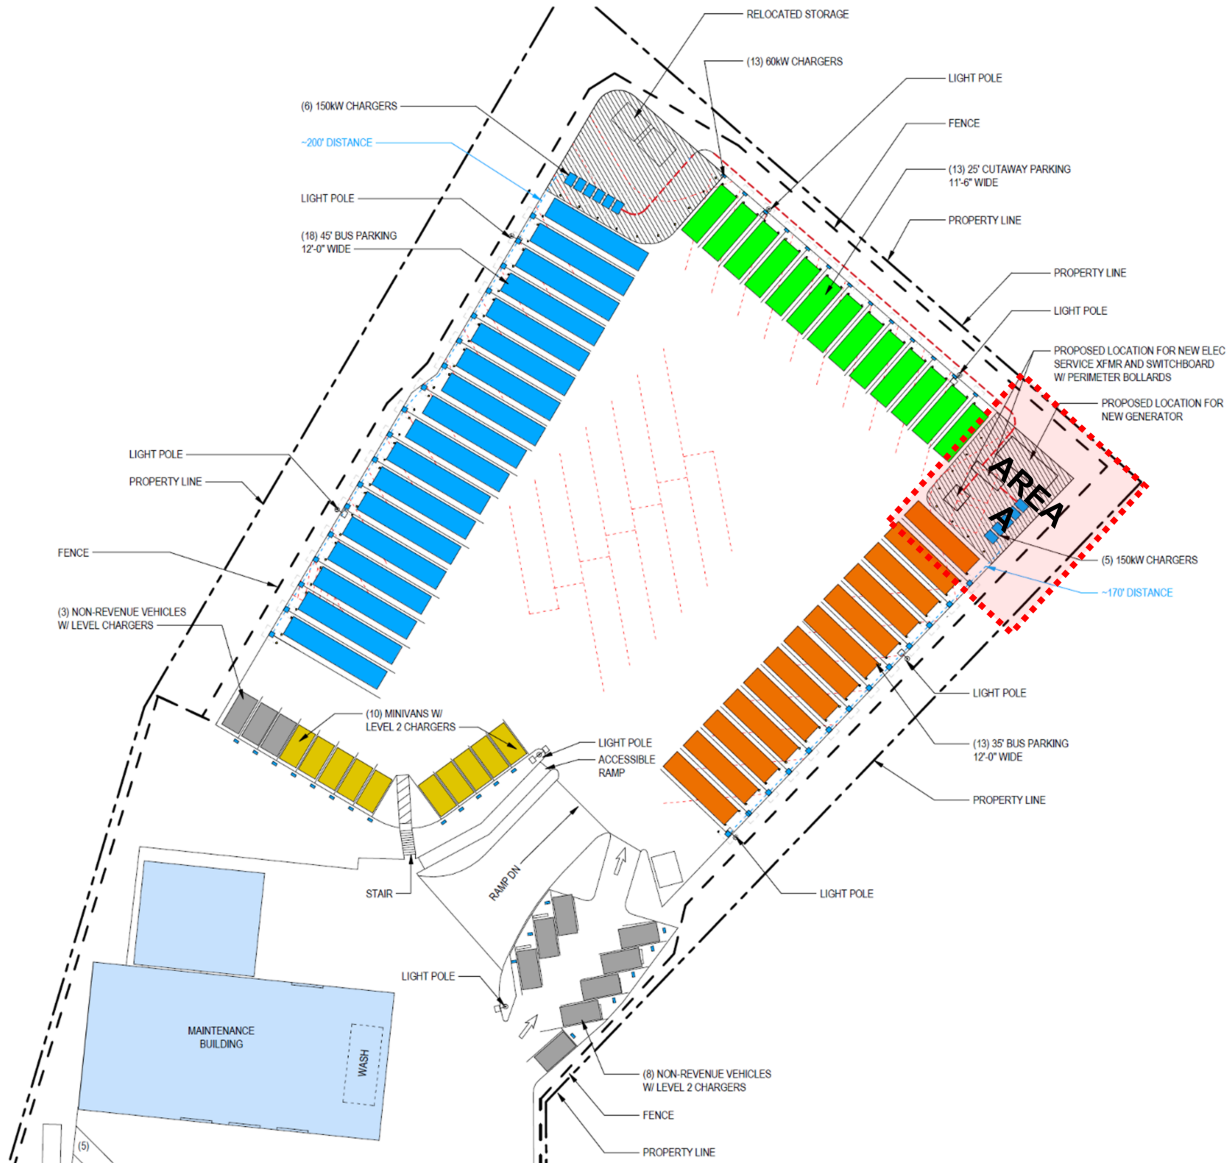 RELOCATED STORAGE
(13) 60kW CHARGERS
LIGHT POLE
(6) 150kW CHARGERS
FENCE
~200' DISTANCE
(13) 25' CUTAWAY PARKING
11'-6" WIDE
LIGHT POLE
PROPERTY LINE
(18) 45' BUS PARKING
12'-0" WIDE
PROPERTY LINE
LIGHT POLE
PROPOSED LOCATION FOR NEW ELEC
SERVICE XFMR AND SWITCHBOARD
W/ PERIMETER BOLLARDS
PROPOSED LOCATION FOR
NEW GENERATOR
LIGHT POLE
PROPERTY LINE
AREA
A
FENCE
(5) 150kW CHARGERS
~170' DISTANCE
(3) NON-REVENUE VEHICLES
W/ LEVEL CHARGERS
LIGHT POLE
(10) MINIVANS W/
LEVEL 2 CHARGERS
LIGHT POLE
ACCESSIBLE
RAMP
(13) 35' BUS PARKING
12'-0" WIDE
PROPERTY LINE
RAMP DN
STAIR
LIGHT POLE
LIGHT POLE
MAINTENANCE
BUILDING
WASH
(8) NON-REVENUE VEHICLES
W/ LEVEL 2 CHARGERS
FENCE
(5)
PROPERTY LINE